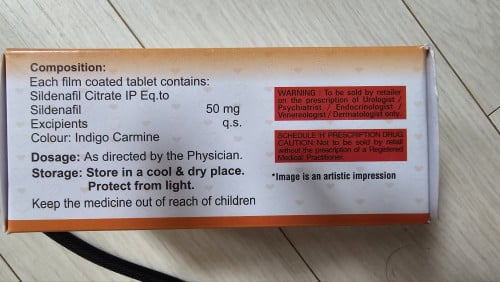 Composition:
Each film coated tablet contains:
Sildenafil Citrate IP Eq.to
Sildenafil 50 mg
Excipients q.s.
Colour: Indigo Carmine
Dosage: As directed by the Physician.
Storage: Store in a cool & dry place.
Protect from light.
Keep the medicine out of reach of children
WARNING : To be sold by retailer
on the prescription of Urologist /
Psychiatrist / Endocrinologist /
Venereologist / Dermatologist only.
SCHEDULE 'H' PRESCRIPTION DRUG
CAUTION: Not to be sold by retail
without the prescription of a Registered
Medical Practitioner.
*Image is an artistic impression